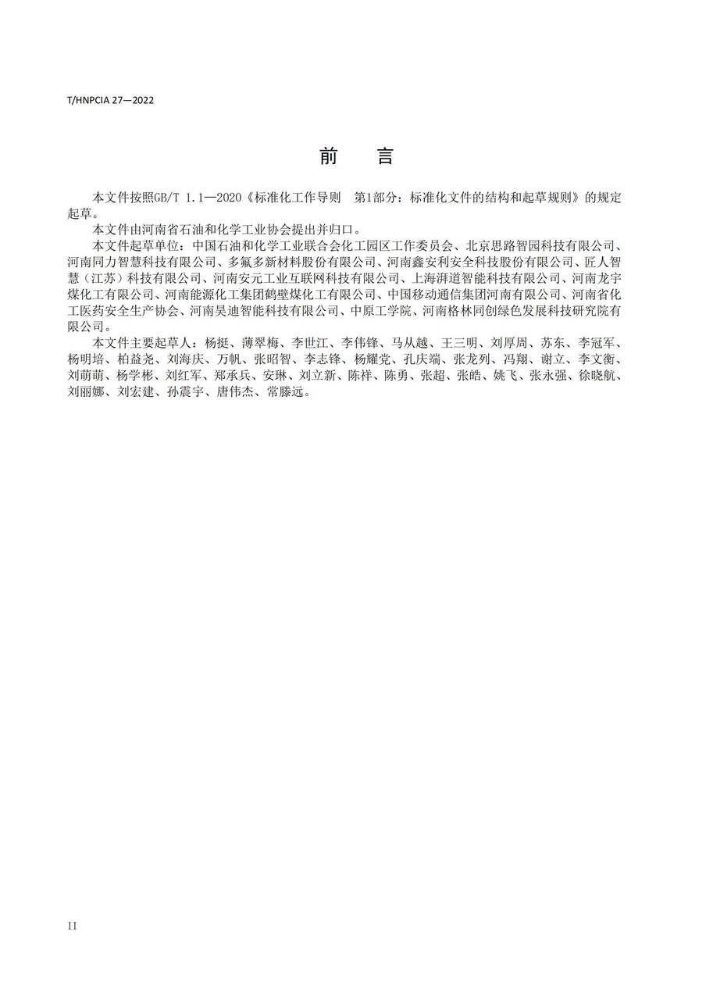 T/HNPCIA 27—2022
前　　言
本文件按照GB/T 1.1—2020《标准化工作导则　第1部分：标准化文件的结构和起草规则》的规定
起草。
本文件由河南省石油和化学工业协会提出并归口。
本文件起草单位：中国石油和化学工业联合会化工园区工作委员会、北京思路智园科技有限公司、
河南同力智慧科技有限公司、多氟多新材料股份有限公司、河南鑫安利安全科技股份有限公司、匠人智
慧（江苏）科技有限公司、河南安元工业互联网科技有限公司、上海湃道智能科技有限公司、河南龙宇
煤化工有限公司、河南能源化工集团鹤壁煤化工有限公司、中国移动通信集团河南有限公司、河南省化
工医药安全生产协会、河南昊迪智能科技有限公司、中原工学院、河南格林同创绿色发展科技研究院有
限公司。
本文件主要起草人：杨挺、薄翠梅、李世江、李伟锋、马从越、王三明、刘厚周、苏东、李冠军、
杨明培、柏益尧、刘海庆、万帆、张昭智、李志锋、杨耀党、孔庆端、张龙列、冯翔、谢立、李文衡、
刘萌萌、杨学彬、刘红军、郑承兵、安琳、刘立新、陈祥、陈勇、张超、张皓、姚飞、张永强、徐晓航、
刘丽娜、刘宏建、孙震宇、唐伟杰、常滕远。
II